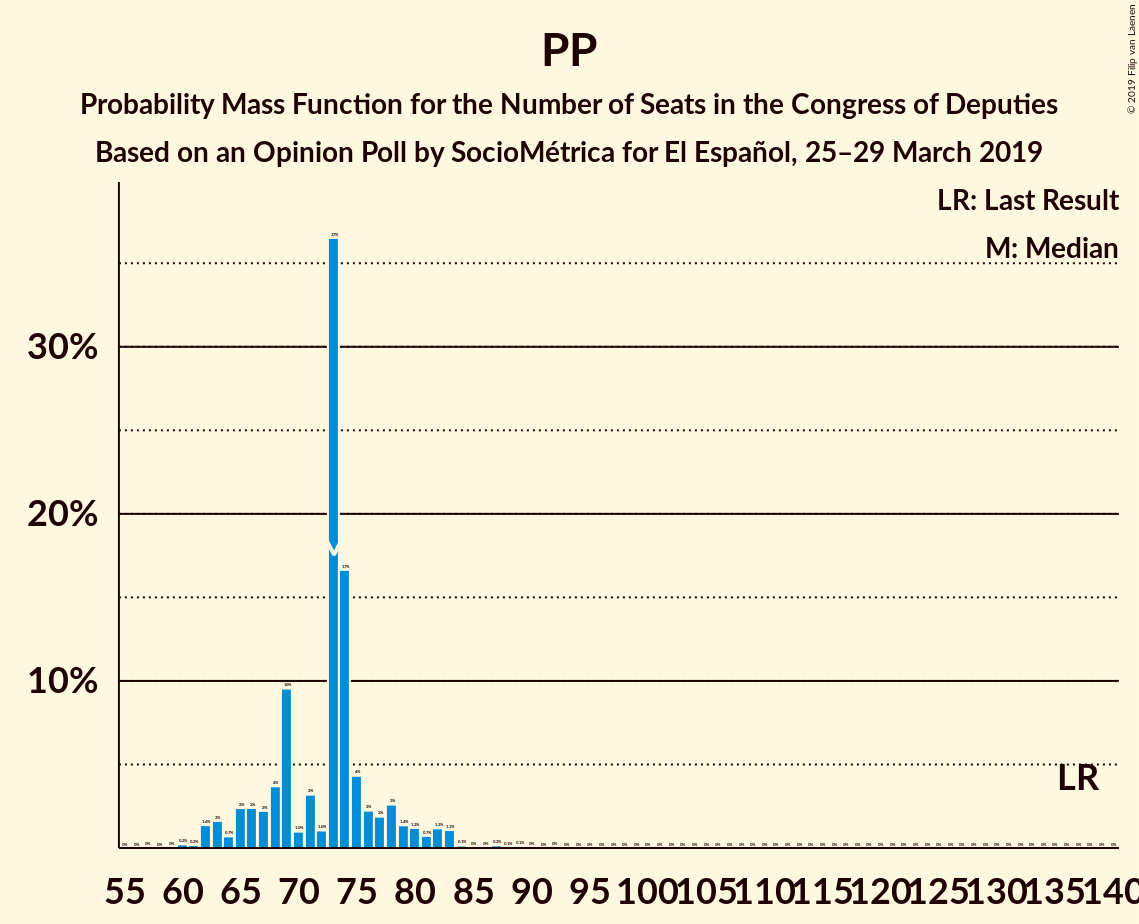 PP
Probability Mass Function for the Number of Seats in the Congress of Deputies
Based on an Opinion Poll by SocioMétrica for El Español, 25–29 March 2019
© 2019 Filip van Laenen
LR: Last Result
M: Median
30%
20%
10%
LR
55 60 65 70 75 80 85 90 95 100 105 110 115 120 125 130 135 140